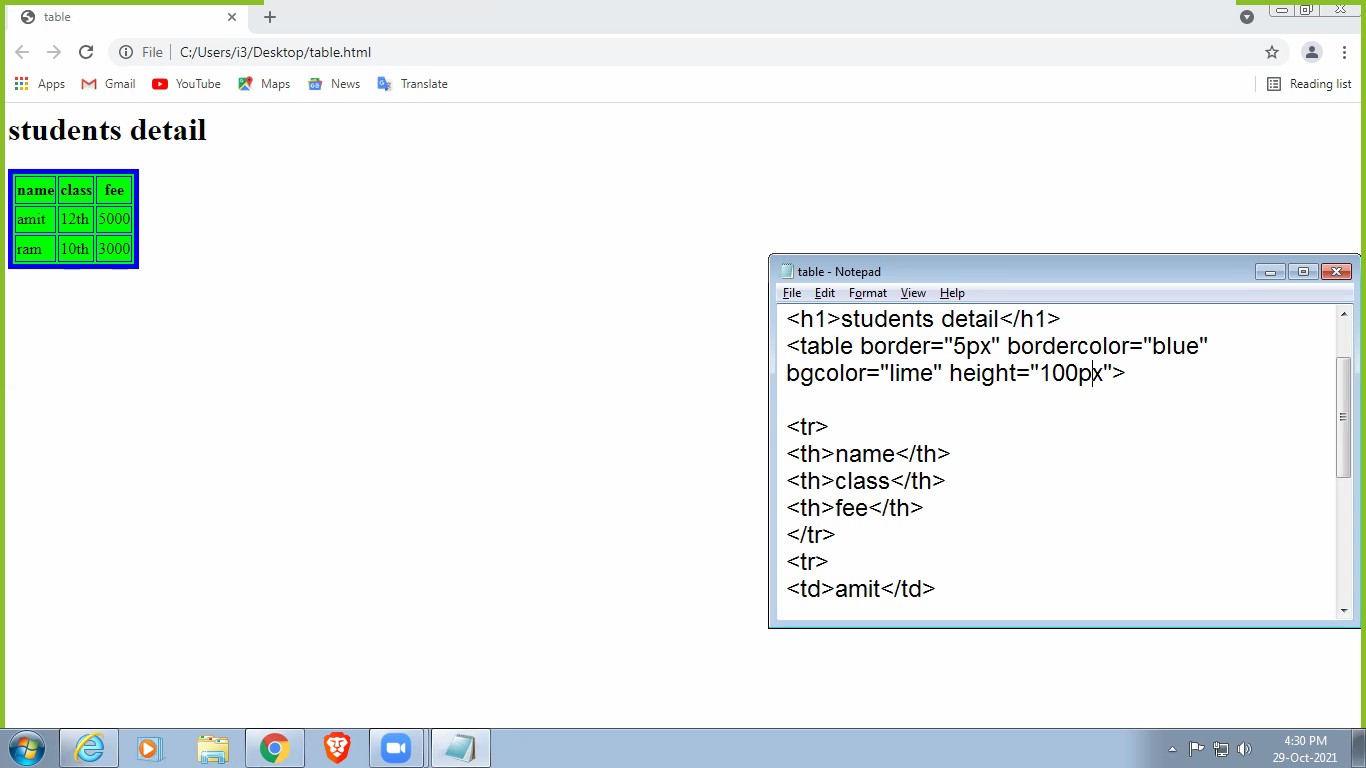 table
File C:/Users/i3/Desktop/table.html
Apps Gmail YouTube Maps News Translate Reading list
students detail
name class fee
amit 12th 5000
ram 10th 3000
table - Notepad
File Edit Format View Help
<h1>students detail</h1>
<table border="5px" bordercolor="blue"
bgcolor="lime" height="100px">
<tr>
<th>name</th>
<th>class</th>
<th>fee</th>
</tr>
<tr>
<td>amit</td>
4:30 PM
29-Oct-2021